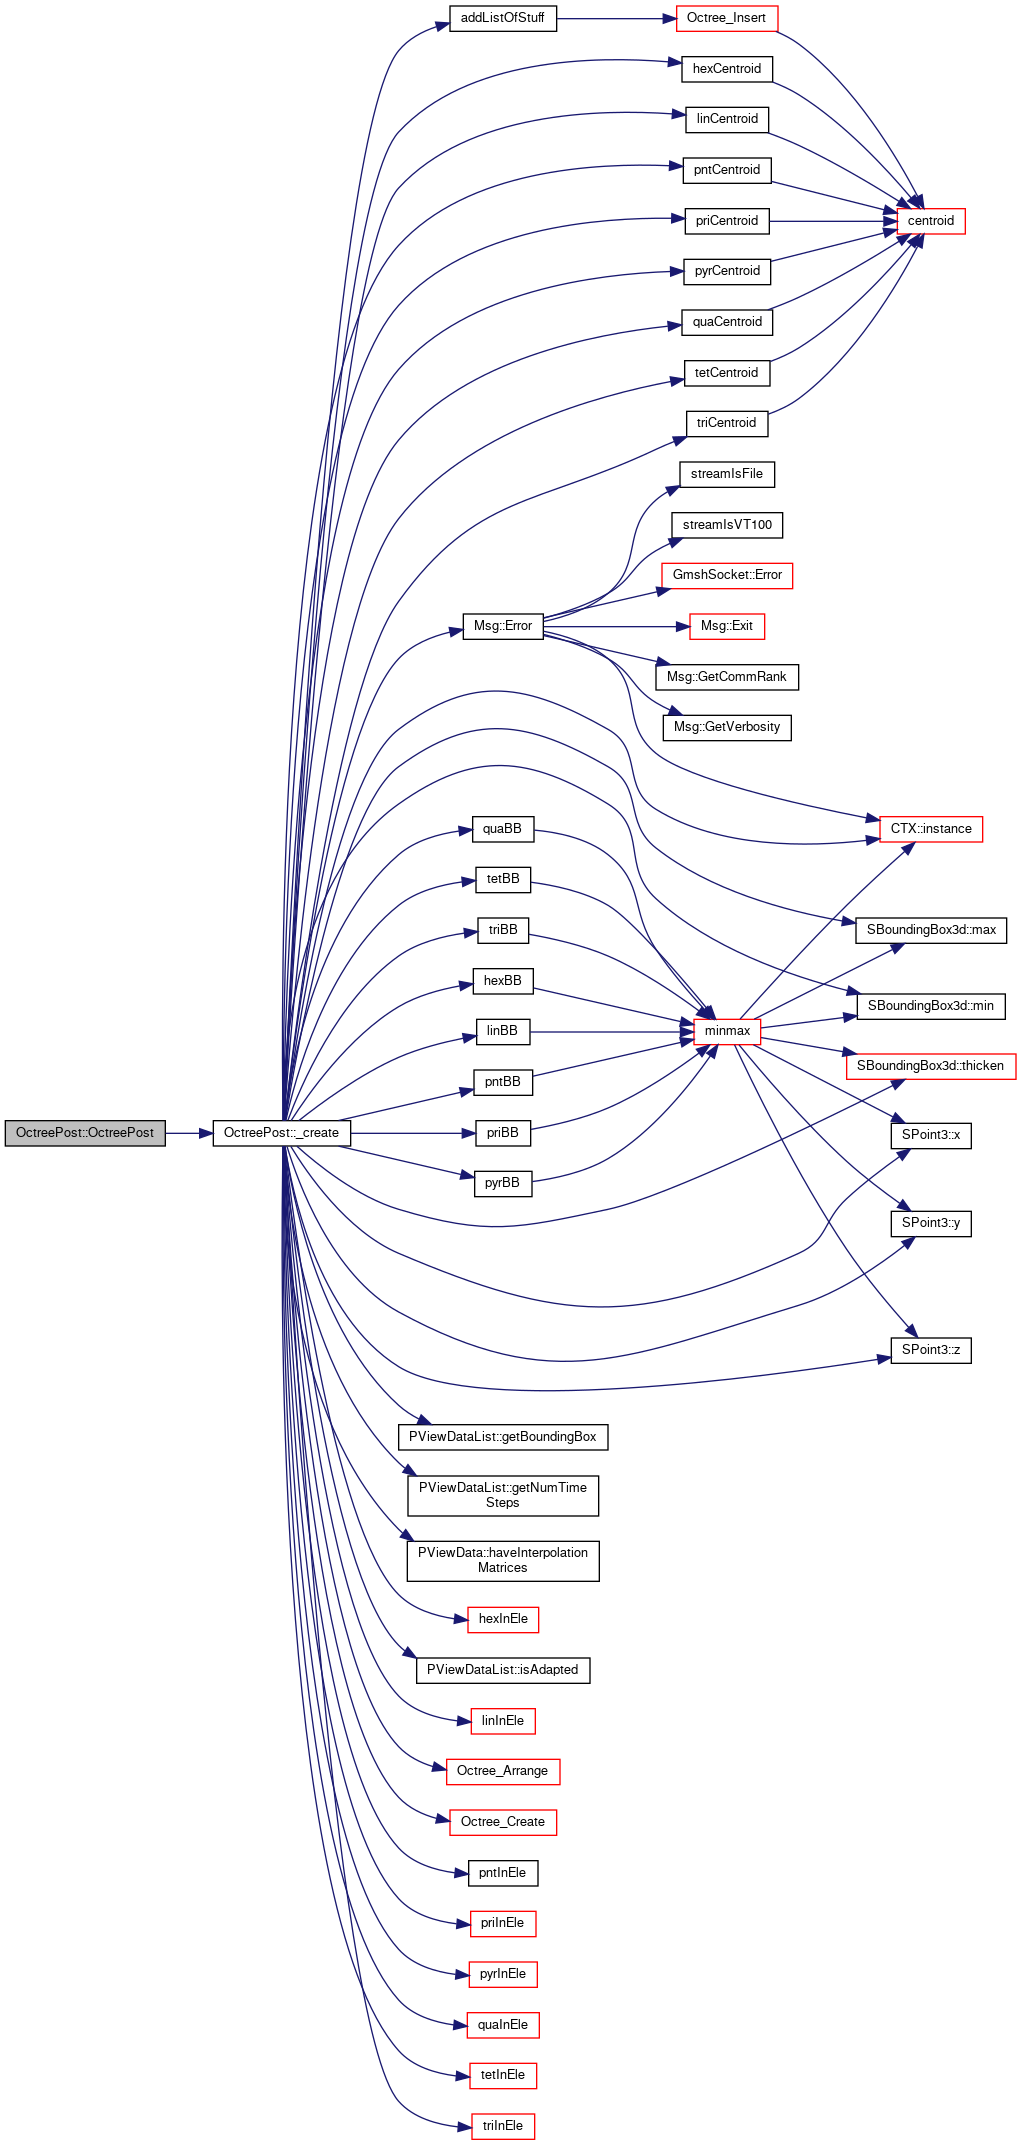 addListOfStuff
Octree_Insert
hexCentroid
linCentroid
pntCentroid
priCentroid
centroid
pyrCentroid
quaCentroid
tetCentroid
triCentroid
streamIsFile
streamIsVT100
GmshSocket::Error
Msg::Error
Msg::Exit
Msg::GetCommRank
Msg::GetVerbosity
quaBB
CTX::instance
tetBB
triBB
SBoundingBox3d::max
hexBB
SBoundingBox3d::min
linBB
minmax
SBoundingBox3d::thicken
pntBB
OctreePost::OctreePost
OctreePost::_create
priBB
SPoint3::x
pyrBB
SPoint3::y
SPoint3::z
PViewDataList::getBoundingBox
PViewDataList::getNumTime
Steps
PViewData::haveInterpolation
Matrices
hexInEle
PViewDataList::isAdapted
linInEle
Octree_Arrange
Octree_Create
pntInEle
priInEle
pyrInEle
quaInEle
tetInEle
triInEle